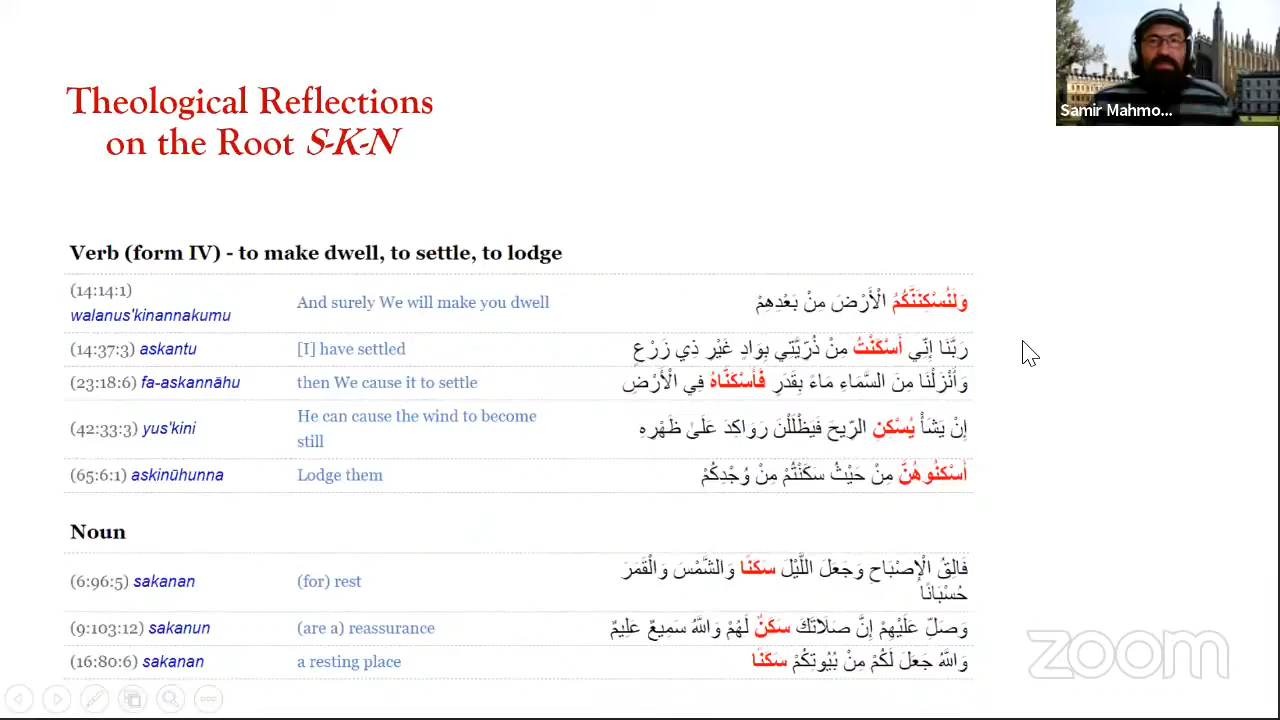 Theological Reflections
on the Root S-K-N
Samir Mahmo...
Verb (form IV) - to make dwell, to settle, to lodge
(14:14:1)
walanus'kinannakumu
And surely We will make you dwell
وَلَنُسْكِنَنَّكُمُ الْأَرْضَ مِنْ بَعْدِهِمْ
(14:37:3) askantu
[I] have settled
رَبَّنَا إِنِّي أَسْكَنْتُ مِنْ ذُرِّيَّتِي بِوَادٍ غَيْرِ ذِي زَرْعٍ
(23:18:6) fa-askannāhu
then We cause it to settle
وَأَنْزَلْنَا مِنَ السَّمَاءِ مَاءً بِقَدَرٍ فَأَسْكَنَّاهُ فِي الْأَرْضِ
(42:33:3) yus'kini
He can cause the wind to become
still
إِنْ يَشَأْ يُسْكِنِ الرِّيحَ فَيَظْلَلْنَ رَوَاكِدَ عَلَىٰ ظَهْرِهِ
(65:6:1) askinūhunna
Lodge them
أَسْكِنُوهُنَّ مِنْ حَيْثُ سَكَنْتُمْ مِنْ وُجْدِكُمْ
Noun
(6:96:5) sakanan
(for) rest
فَالِقُ الْإِصْبَاحِ وَجَعَلَ اللَّيْلَ سَكَنًا وَالشَّمْسَ وَالْقَمَرَ
حُسْبَانًا
(9:103:12) sakanun
(are a) reassurance
وَصَلِّ عَلَيْهِمْ إِنَّ صَلَاتَكَ سَكَنٌ لَهُمْ وَاللَّهُ سَمِيعٌ عَلِيمٌ
(16:80:6) sakanan
a resting place
وَاللَّهُ جَعَلَ لَكُمْ مِنْ بُيُوتِكُمْ سَكَنًا
zoom